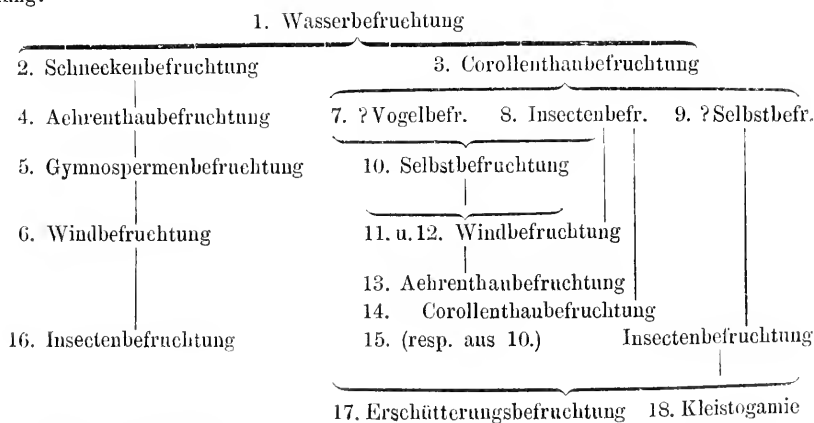 1. Wasserbefruchtung
2. Schneckenbefruchtung 3. Corollenthaubefruchtung
4. Aehrenthaubefruchtung 7. ?Vogelbefr. 8. Insectenbefr. 9. ?Selbstbefr.
5. Gymnospermenbefruchtung 10. Selbstbefruchtung
6. Windbefruchtung 11. u. 12. Windbefruchtung
13. Aehrenthaubefruchtung
14. Corollenthaubefruchtung
16. Insectenbefruchtung 15. (resp. aus 10.) Insectenbefruchtung
17. Erschütterungsbefruchtung 18. Kleistogamie